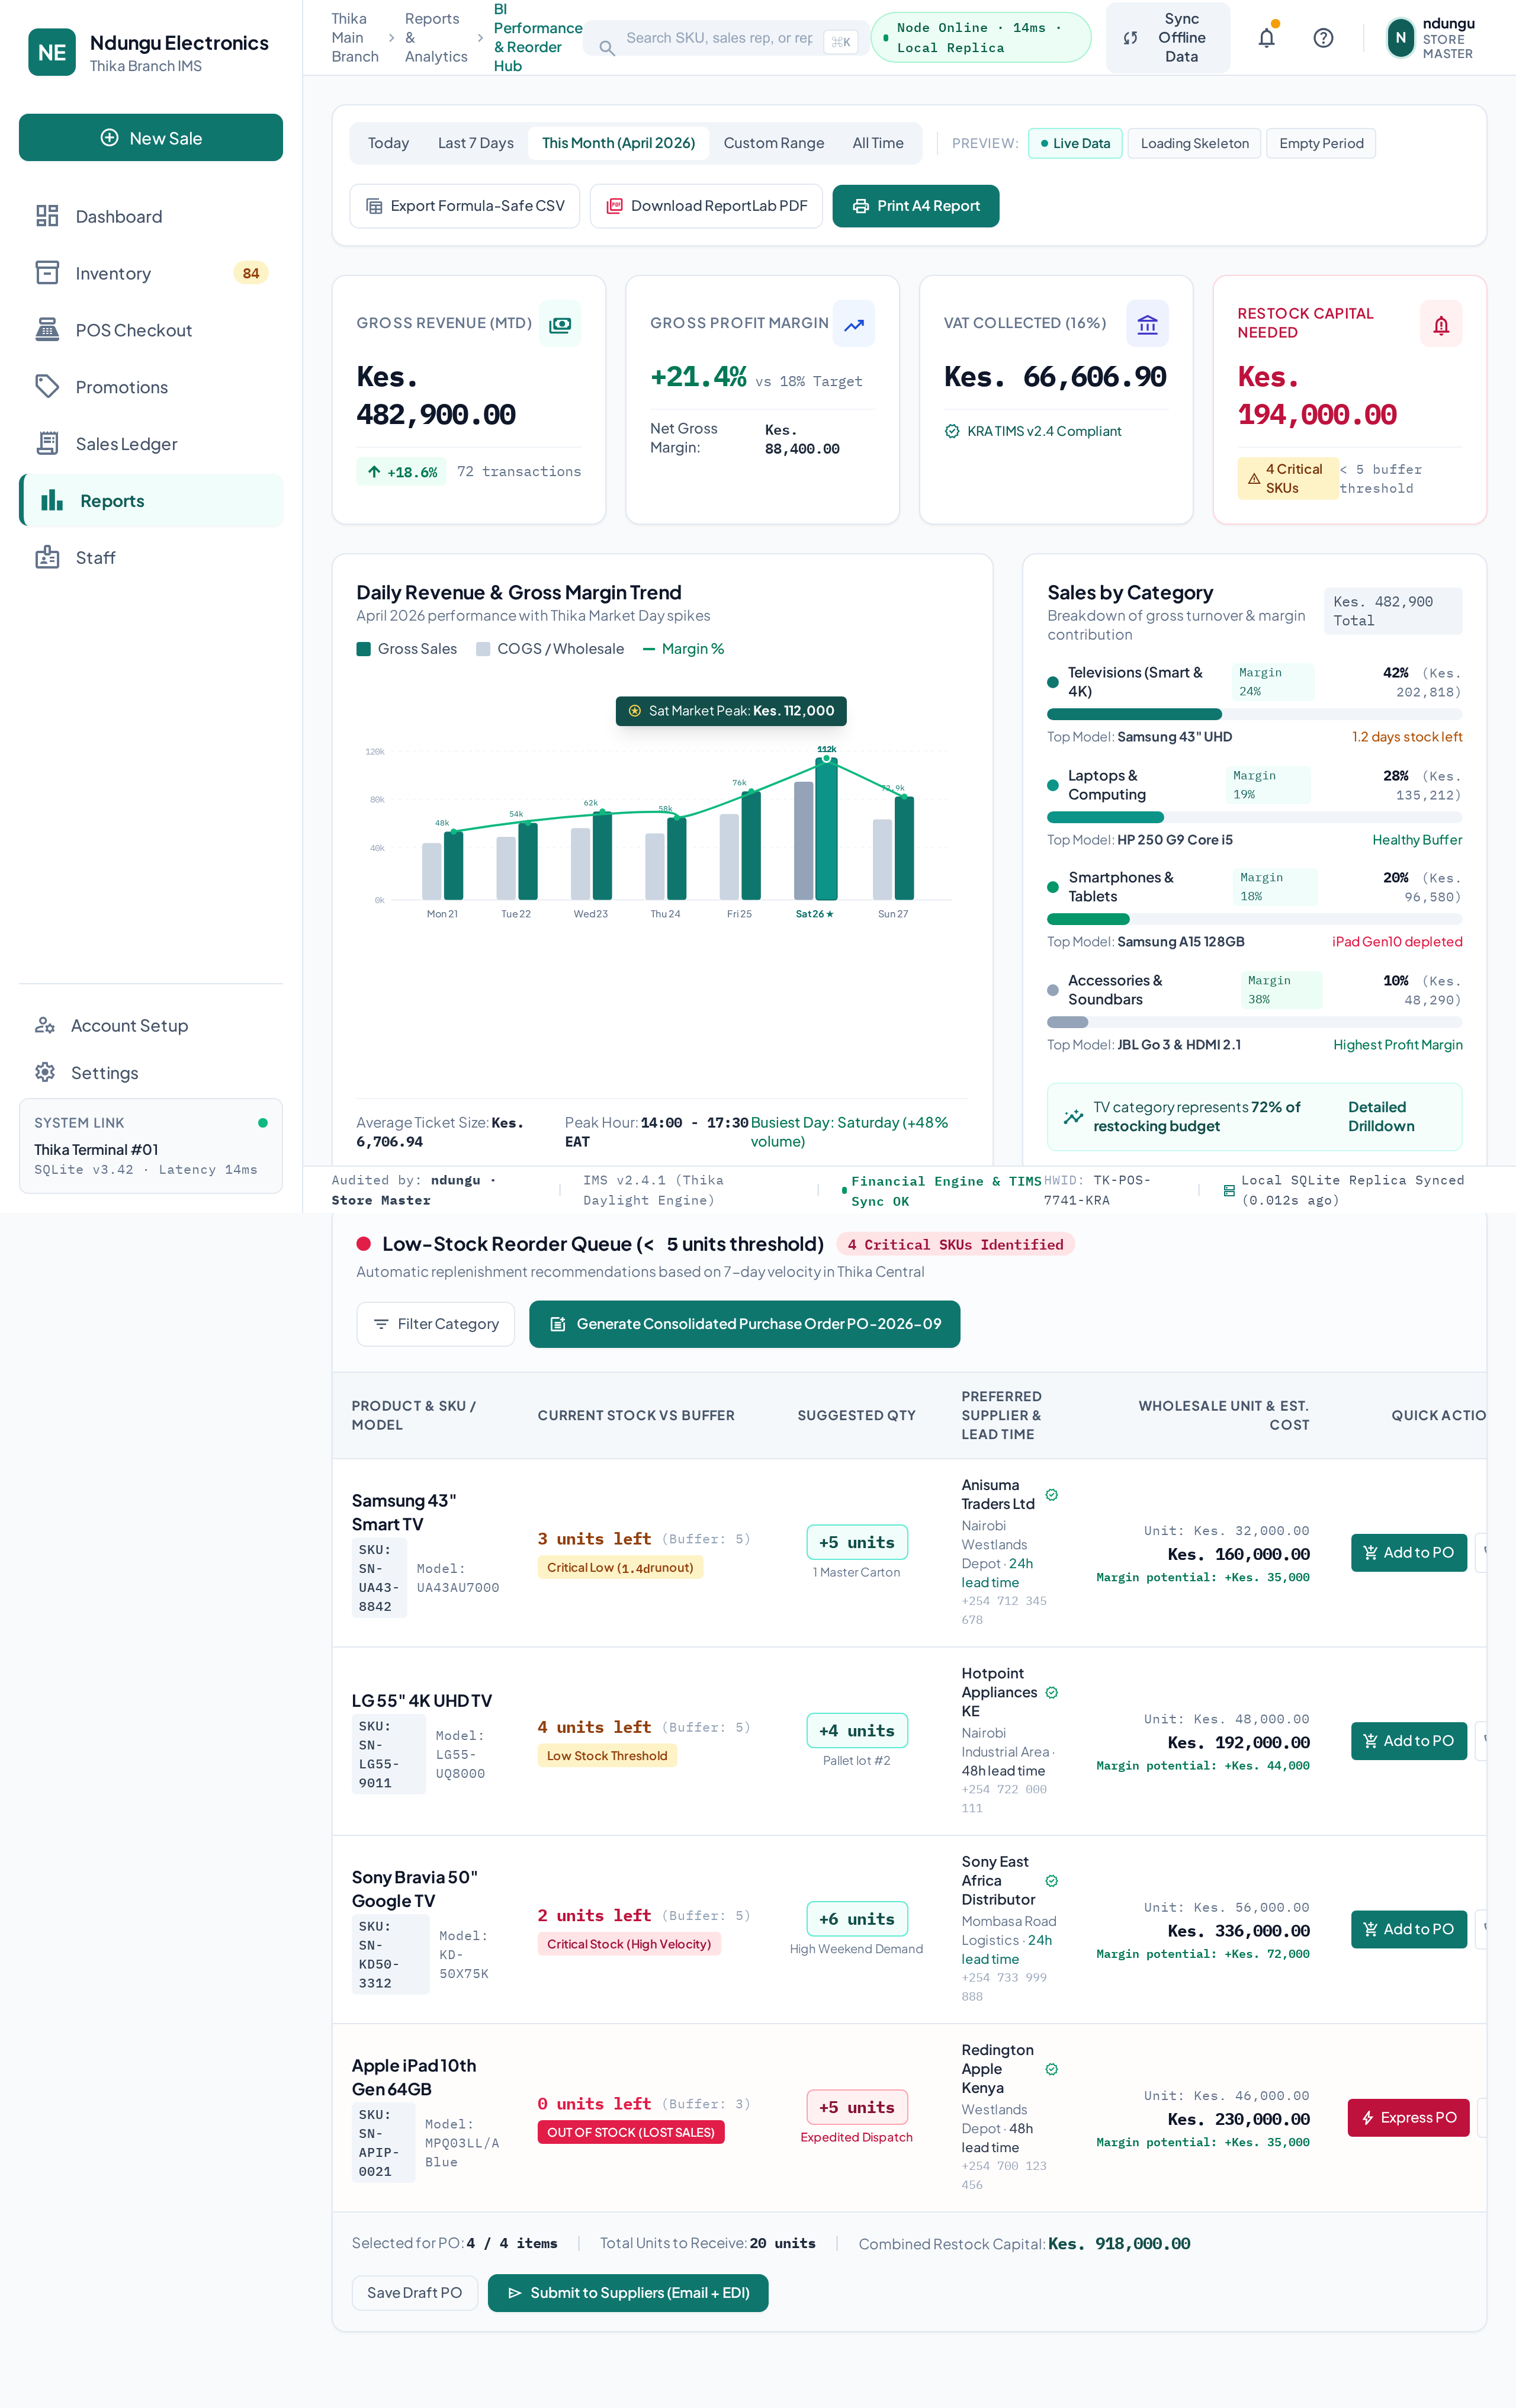 NE
Ndungu Electronics
Thika Branch IMS
New Sale
Dashboard
Inventory
84
POS Checkout
Promotions
Sales Ledger
Reports
Staff
Account Setup
Settings
SYSTEM LINK
Thika Terminal #01
SQLite v3.42 · Latency 14ms
Thika
Main
Branch
Reports
&
Analytics
BI
Performance
& Reorder
Hub
Search SKU, sales rep, or rep
⌘K
Node Online · 14ms ·
Local Replica
Sync
Offline
Data
N
ndungu
STORE
MASTER
Today
Last 7 Days
This Month (April 2026)
Custom Range
All Time
PREVIEW:
Live Data
Loading Skeleton
Empty Period
Export Formula-Safe CSV
Download ReportLab PDF
Print A4 Report
GROSS REVENUE (MTD)
Kes.
482,900.00
+18.6%
72 transactions
GROSS PROFIT MARGIN
+21.4% vs 18% Target
Net Gross
Margin:
Kes.
88,400.00
VAT COLLECTED (16%)
Kes. 66,606.90
KRA TIMS v2.4 Compliant
RESTOCK CAPITAL
NEEDED
Kes.
194,000.00
4 Critical
SKUs
< 5 buffer
threshold
Daily Revenue & Gross Margin Trend
April 2026 performance with Thika Market Day spikes
Gross Sales
COGS / Wholesale
Margin %
Sat Market Peak: Kes. 112,000
120k
80k
40k
0k
48k
54k
62k
58k
76k
112k
72.9k
Mon 21
Tue 22
Wed 23
Thu 24
Fri 25
Sat 26 ★
Sun 27
Average Ticket Size: Kes.
6,706.94
Peak Hour: 14:00 - 17:30
EAT
Busiest Day: Saturday (+48%
volume)
Sales by Category
Breakdown of gross turnover & margin
contribution
Kes. 482,900
Total
Televisions (Smart &
4K)
Margin
24%
42% (Kes.
202,818)
Top Model: Samsung 43" UHD
1.2 days stock left
Laptops &
Computing
Margin
19%
28% (Kes.
135,212)
Top Model: HP 250 G9 Core i5
Healthy Buffer
Smartphones &
Tablets
Margin
18%
20% (Kes.
96,580)
Top Model: Samsung A15 128GB
iPad Gen10 depleted
Accessories &
Soundbars
Margin
38%
10% (Kes.
48,290)
Top Model: JBL Go 3 & HDMI 2.1
Highest Profit Margin
TV category represents 72% of
restocking budget
Detailed
Drilldown
Audited by: ndungu ·
Store Master
IMS v2.4.1 (Thika
Daylight Engine)
Financial Engine & TIMS
Sync OK
HWID: TK-POS-
7741-KRA
Local SQLite Replica Synced
(0.012s ago)
Low-Stock Reorder Queue (< 5 units threshold)
4 Critical SKUs Identified
Automatic replenishment recommendations based on 7-day velocity in Thika Central
Filter Category
Generate Consolidated Purchase Order PO-2026-09
PRODUCT & SKU /
MODEL
CURRENT STOCK VS BUFFER
SUGGESTED QTY
PREFERRED
SUPPLIER &
LEAD TIME
WHOLESALE UNIT & EST.
COST
QUICK ACTIO
Samsung 43"
Smart TV
SKU:
SN-
UA43-
8842
Model:
UA43AU7000
3 units left (Buffer: 5)
Critical Low (1.4d runout)
+5 units
1 Master Carton
Anisuma
Traders Ltd
Nairobi
Westlands
Depot · 24h
lead time
+254 712 345
678
Unit: Kes. 32,000.00
Kes. 160,000.00
Margin potential: +Kes. 35,000
Add to PO
LG 55" 4K UHD TV
SKU:
SN-
LG55-
9011
Model:
LG55-
UQ8000
4 units left (Buffer: 5)
Low Stock Threshold
+4 units
Pallet lot #2
Hotpoint
Appliances
KE
Nairobi
Industrial Area ·
48h lead time
+254 722 000
111
Unit: Kes. 48,000.00
Kes. 192,000.00
Margin potential: +Kes. 44,000
Add to PO
Sony Bravia 50"
Google TV
SKU:
SN-
KD50-
3312
Model:
KD-
50X75K
2 units left (Buffer: 5)
Critical Stock (High Velocity)
+6 units
High Weekend Demand
Sony East
Africa
Distributor
Mombasa Road
Logistics · 24h
lead time
+254 733 999
888
Unit: Kes. 56,000.00
Kes. 336,000.00
Margin potential: +Kes. 72,000
Add to PO
Apple iPad 10th
Gen 64GB
SKU:
SN-
APIP-
0021
Model:
MPQ03LL/A
Blue
0 units left (Buffer: 3)
OUT OF STOCK (LOST SALES)
+5 units
Expedited Dispatch
Redington
Apple
Kenya
Westlands
Depot · 48h
lead time
+254 700 123
456
Unit: Kes. 46,000.00
Kes. 230,000.00
Margin potential: +Kes. 35,000
Express PO
Selected for PO: 4 / 4 items
Total Units to Receive: 20 units
Combined Restock Capital: Kes. 918,000.00
Save Draft PO
Submit to Suppliers (Email + EDI)